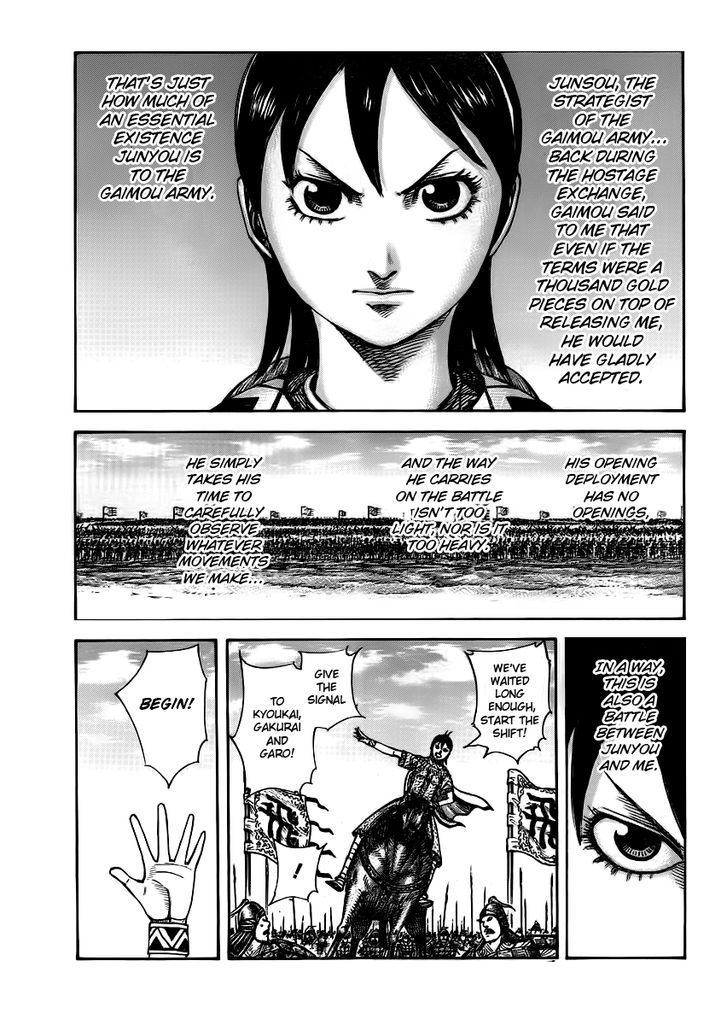 JUNSOU, THE
STRATEGIST
OF THE
GAIMOU ARMY...
BACK DURING
THE HOSTAGE
EXCHANGE,
GAIMOU SAID
TO ME THAT
EVEN IF THE
TERMS WERE A
THOUSAND GOLD
PIECES ON TOP OF
RELEASING ME,
HE WOULD
HAVE GLADLY
ACCEPTED.
THAT'S JUST
HOW MUCH OF
AN ESSENTIAL
EXISTENCE
JUNYOU IS
TO THE
GAIMOU ARMY.
HIS OPENING
DEPLOYMENT
HAS NO
OPENINGS,
AND THE WAY
HE CARRIES
ON THE BATTLE
ISN'T TOO
LIGHT, NOR IS IT
TOO HEAVY.
HE SIMPLY
TAKES HIS
TIME TO
CAREFULLY
OBSERVE
WHATEVER
MOVEMENTS
WE MAKE...
IN A WAY,
THIS IS
ALSO A
BATTLE
BETWEEN
JUNYOU
AND ME.
WE'VE
WAITED
LONG
ENOUGH,
START THE
SHIFT!
GIVE
THE
SIGNAL
TO
KYOUKAI,
GAKURAI
AND
GARO!
!
飛
飛
BEGIN!